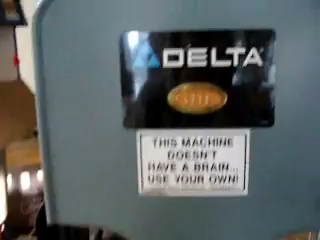 DELTA
THIS MACHINE
DOESN'T
HAVE A BRAIN...
USE YOUR OWN!